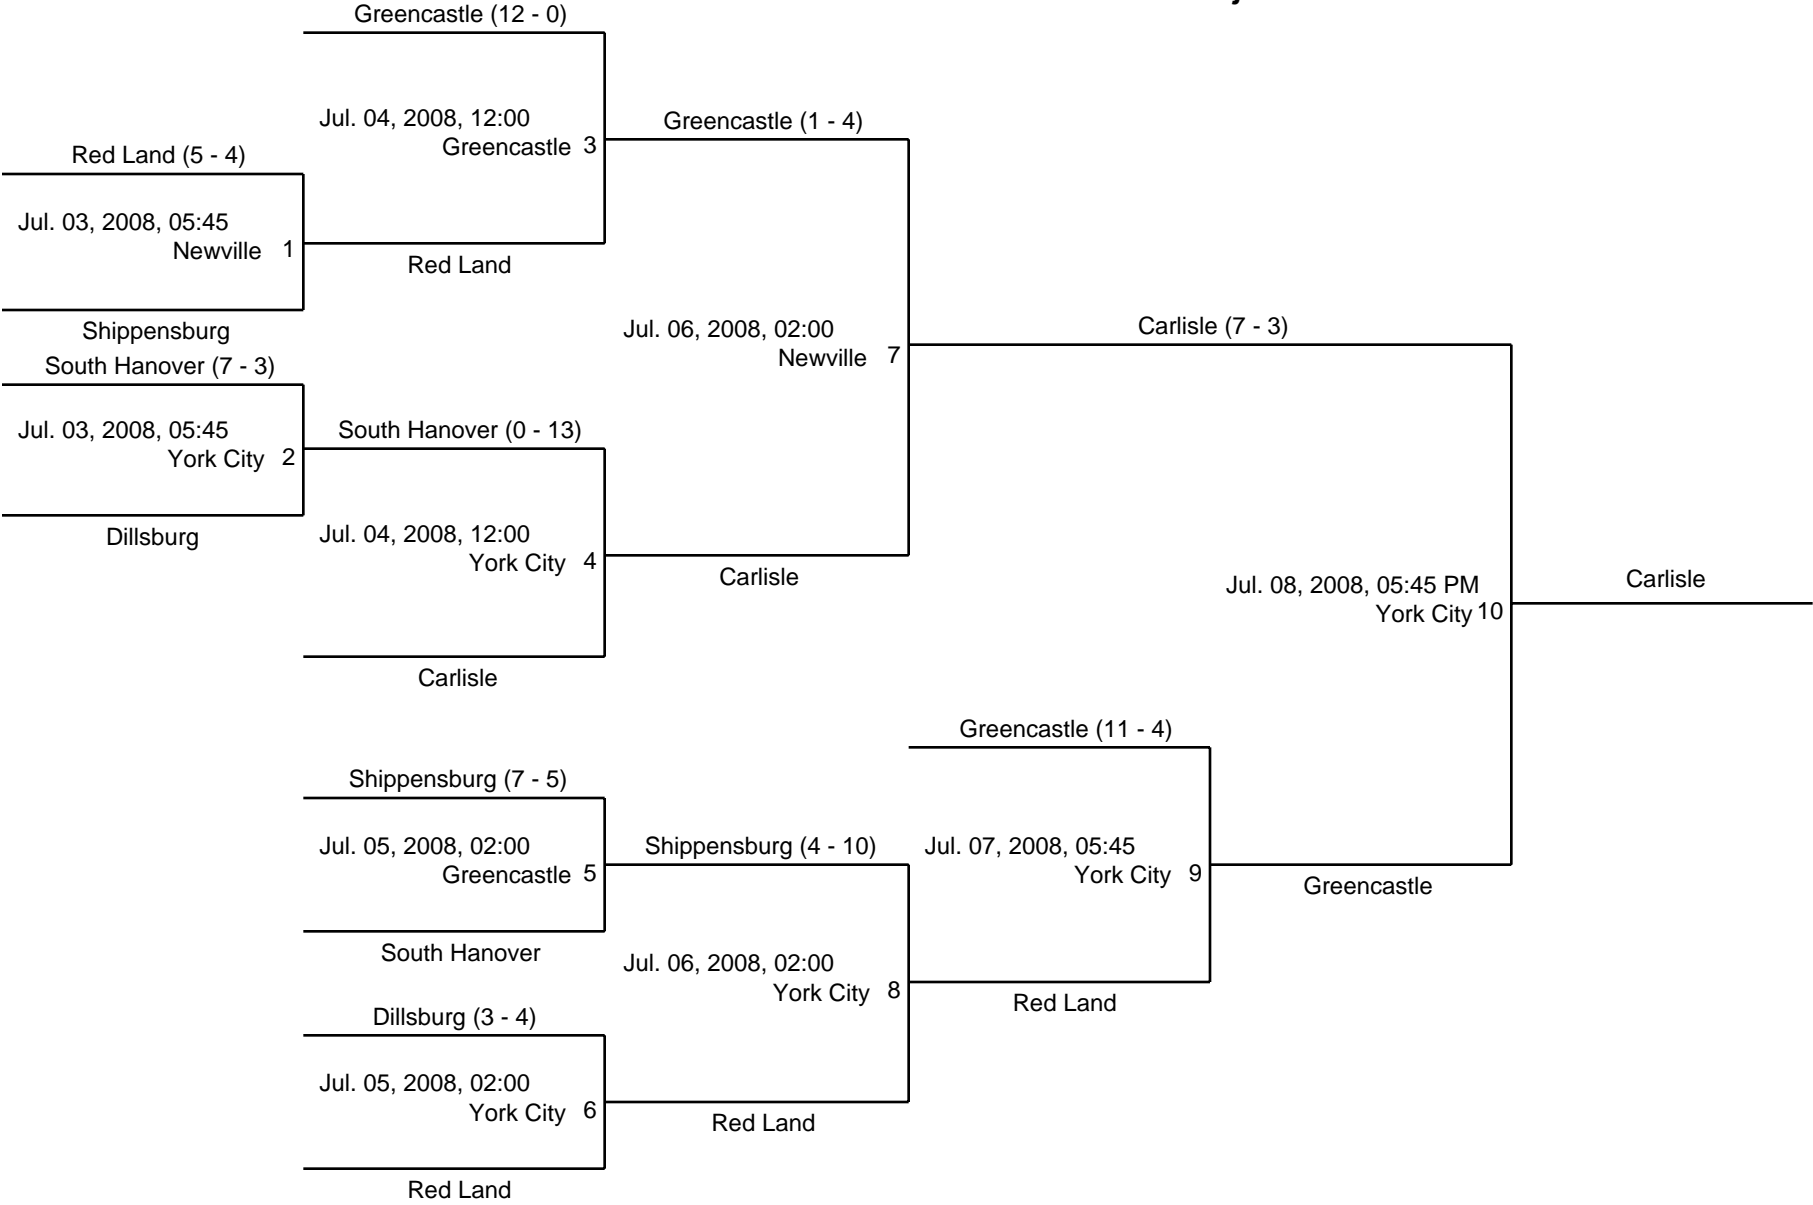 Greencastle (12 - 0)
Jul. 04, 2008, 12:00
Greencastle 3
Greencastle (1 - 4)
Red Land (5 - 4)
Jul. 03, 2008, 05:45
Newville 1
Red Land
Shippensburg
Jul. 06, 2008, 02:00
Newville 7
Carlisle (7 - 3)
South Hanover (7 - 3)
Jul. 03, 2008, 05:45
York City 2
South Hanover (0 - 13)
Dillsburg
Jul. 04, 2008, 12:00
York City 4
Carlisle
Carlisle
Jul. 08, 2008, 05:45 PM
York City 10
Carlisle
Greencastle (11 - 4)
Shippensburg (7 - 5)
Jul. 05, 2008, 02:00
Greencastle 5
Shippensburg (4 - 10)
Jul. 07, 2008, 05:45
York City 9
Greencastle
South Hanover
Jul. 06, 2008, 02:00
York City 8
Red Land
Dillsburg (3 - 4)
Jul. 05, 2008, 02:00
York City 6
Red Land
Red Land